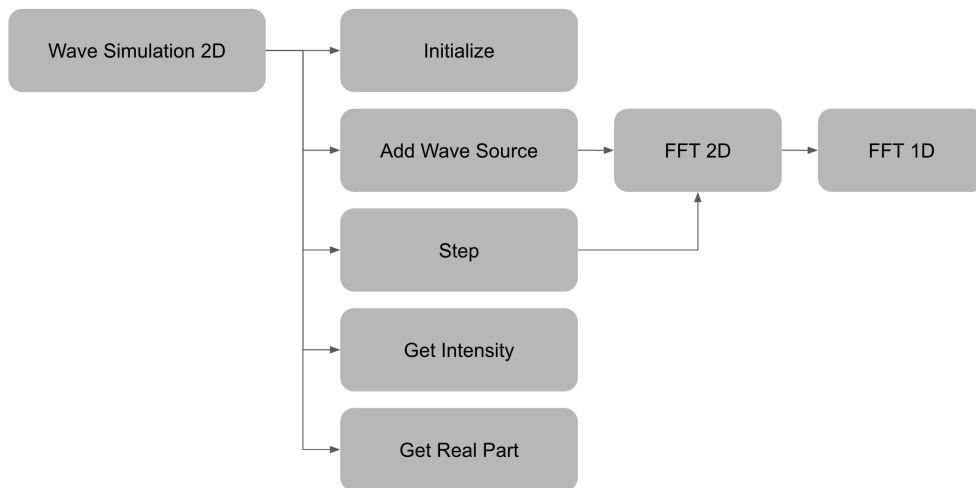 Wave Simulation 2D
Initialize
Add Wave Source
FFT 2D
FFT 1D
Step
Get Intensity
Get Real Part